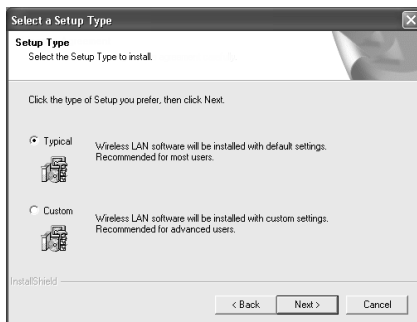 Select a Setup Type
Setup Type
Select the Setup Type to install.
Click the type of Setup you prefer, then click Next.
Typical
Wireless LAN software will be installed with default settings.
Recommended for most users.
Custom
Wireless LAN software will be installed with custom settings.
Recommended for advanced users.
InstallShield
< Back
Next >
Cancel